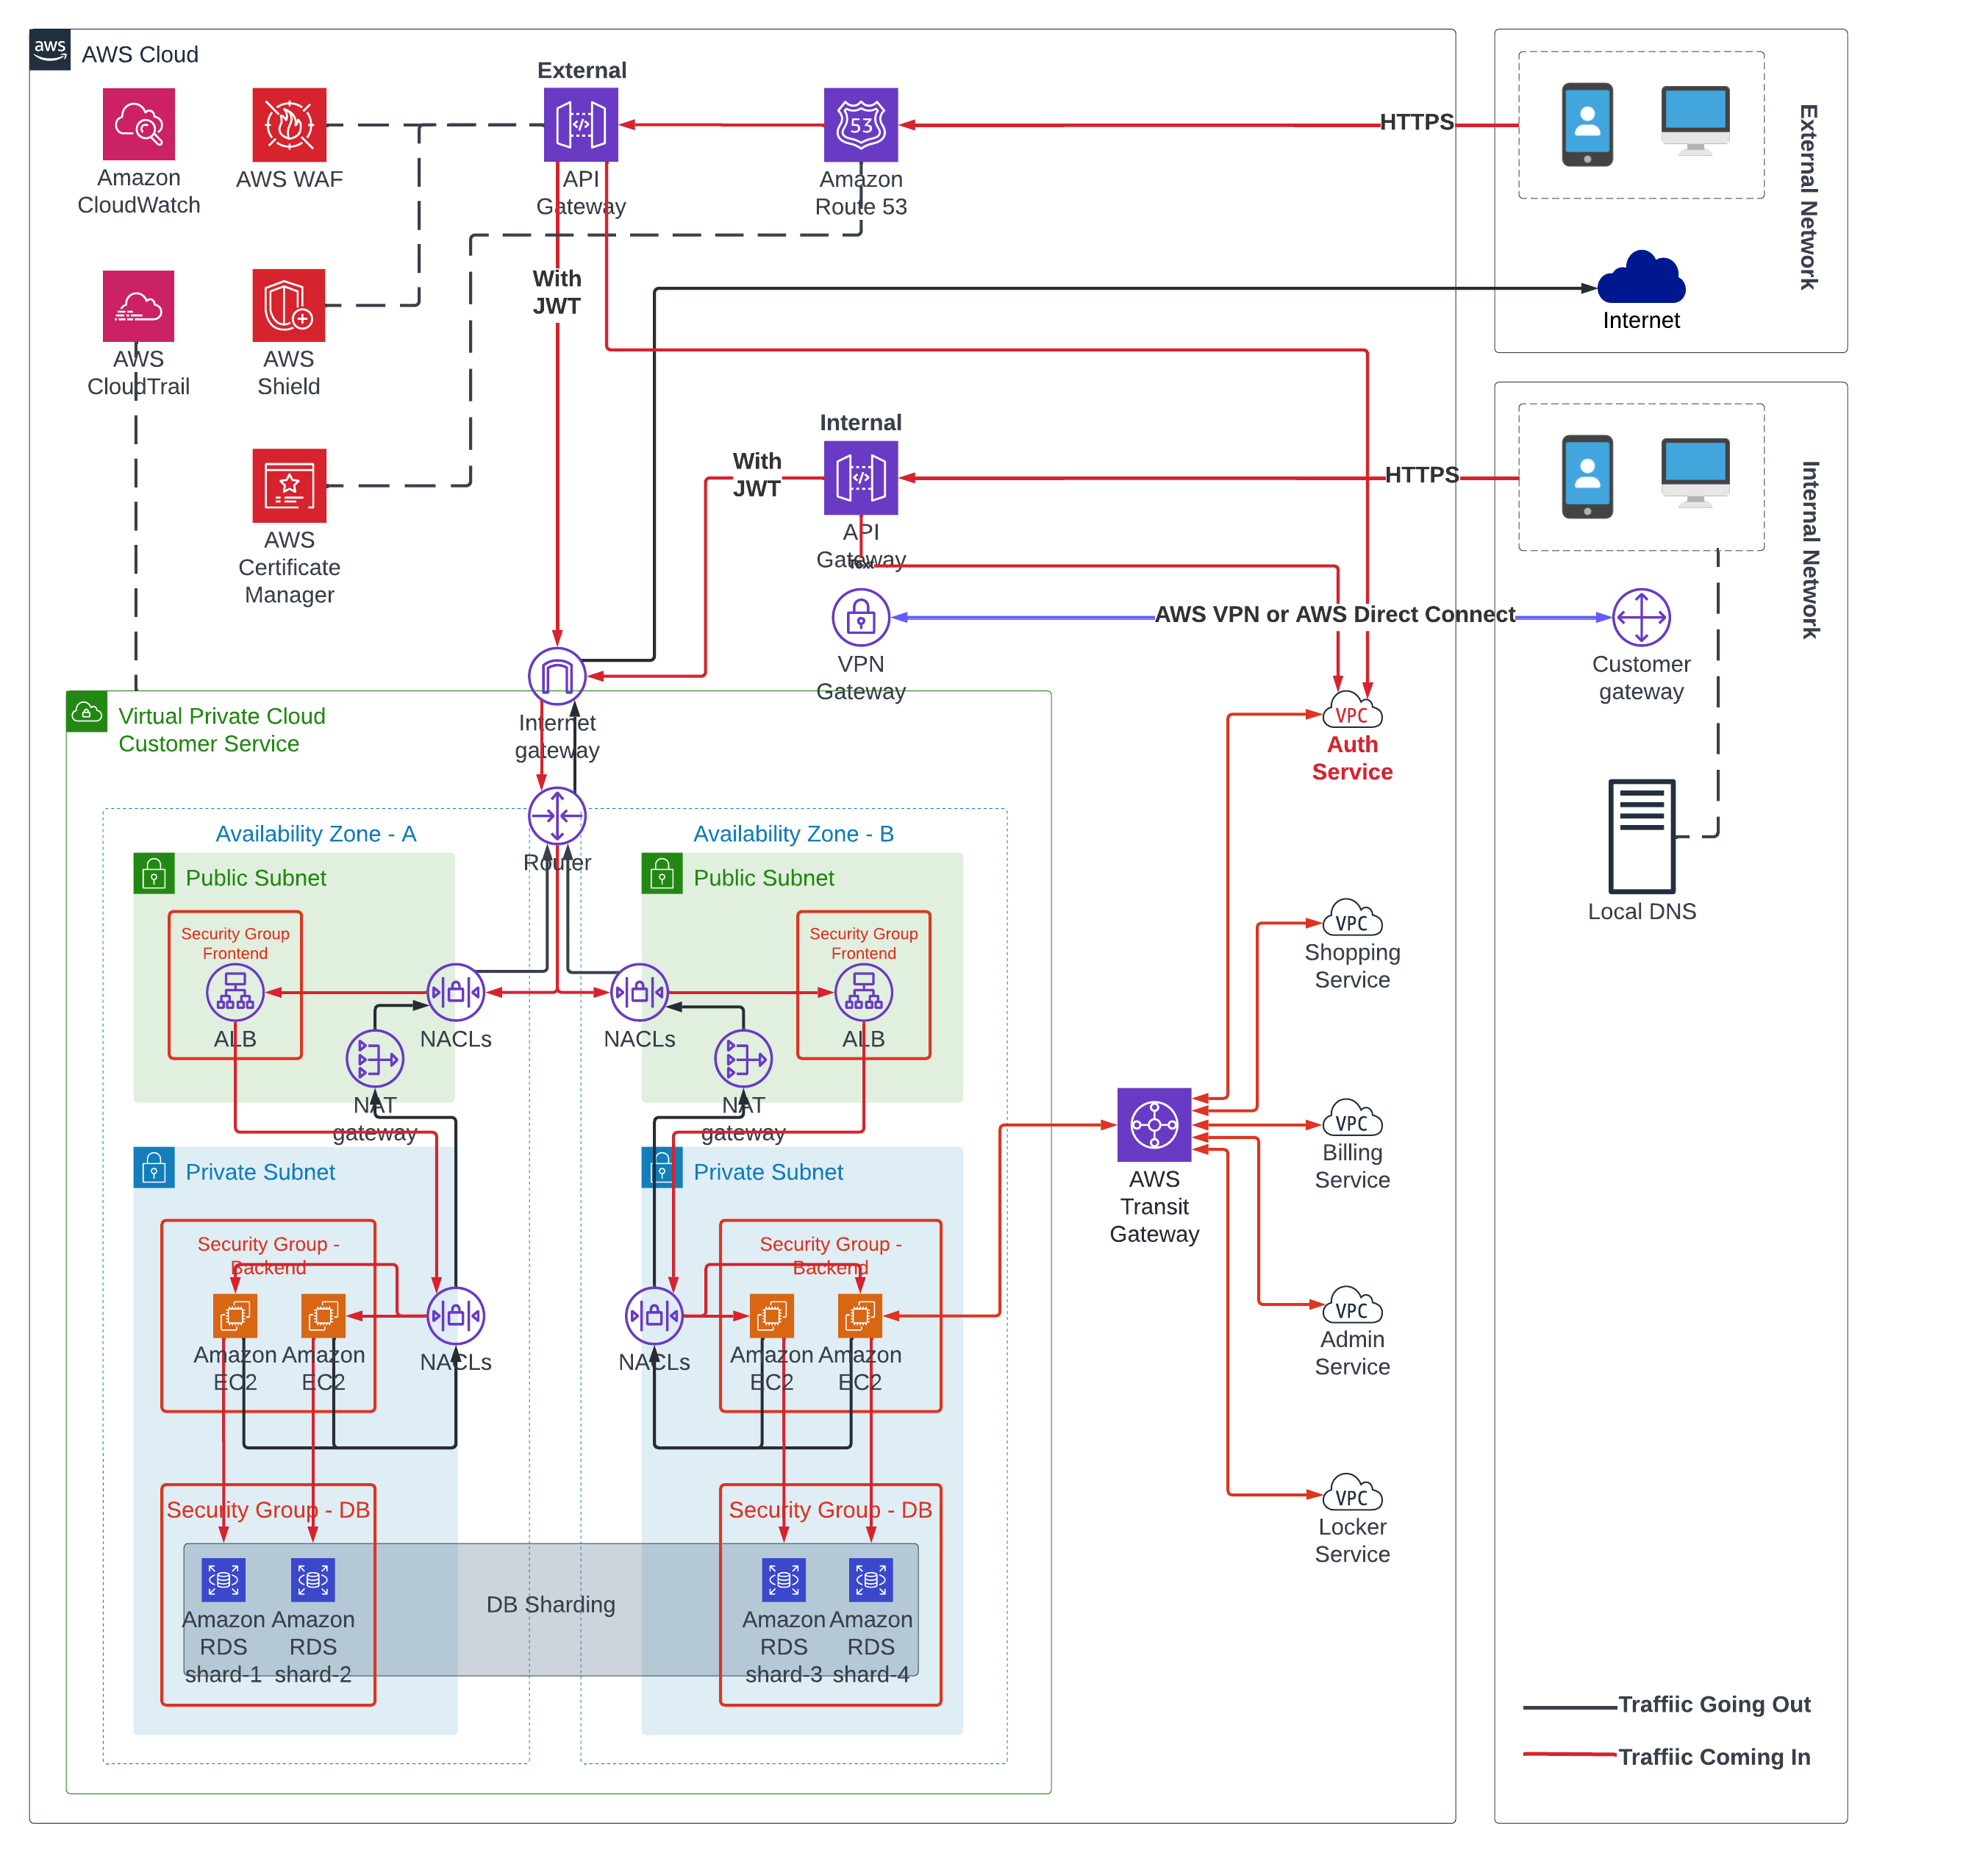 aws
AWS Cloud
External
Amazon
CloudWatch
AWS WAF
API
Gateway
53
Amazon
Route 53
HTTPS
External Network
With
JWT
Internet
AWS
CloudTrail
AWS
Shield
Internal
With
JWT
API
Gateway
Text
HTTPS
Internal Network
AWS
Certificate
Manager
AWS VPN or AWS Direct Connect
VPN
Gateway
Customer
gateway
Virtual Private Cloud
Customer Service
Internet
gateway
VPC
Auth
Service
Availability Zone - A
Router
Availability Zone - B
Public Subnet
Public Subnet
Security Group
Frontend
Security Group
Frontend
Local DNS
VPC
Shopping
Service
ALB
NACLs
NACLs
ALB
NAT
gateway
NAT
gateway
VPC
Billing
Service
Private Subnet
Private Subnet
AWS
Transit
Gateway
Security Group -
Backend
Security Group -
Backend
VPC
Admin
Service
Amazon
EC2
Amazon
EC2
NACLs
NACLs
Amazon
EC2
Amazon
EC2
VPC
Locker
Service
Security Group - DB
Security Group - DB
DB Sharding
Amazon
RDS
shard-1
Amazon
RDS
shard-2
Amazon
RDS
shard-3
Amazon
RDS
shard-4
Traffiic Going Out
Traffiic Coming In